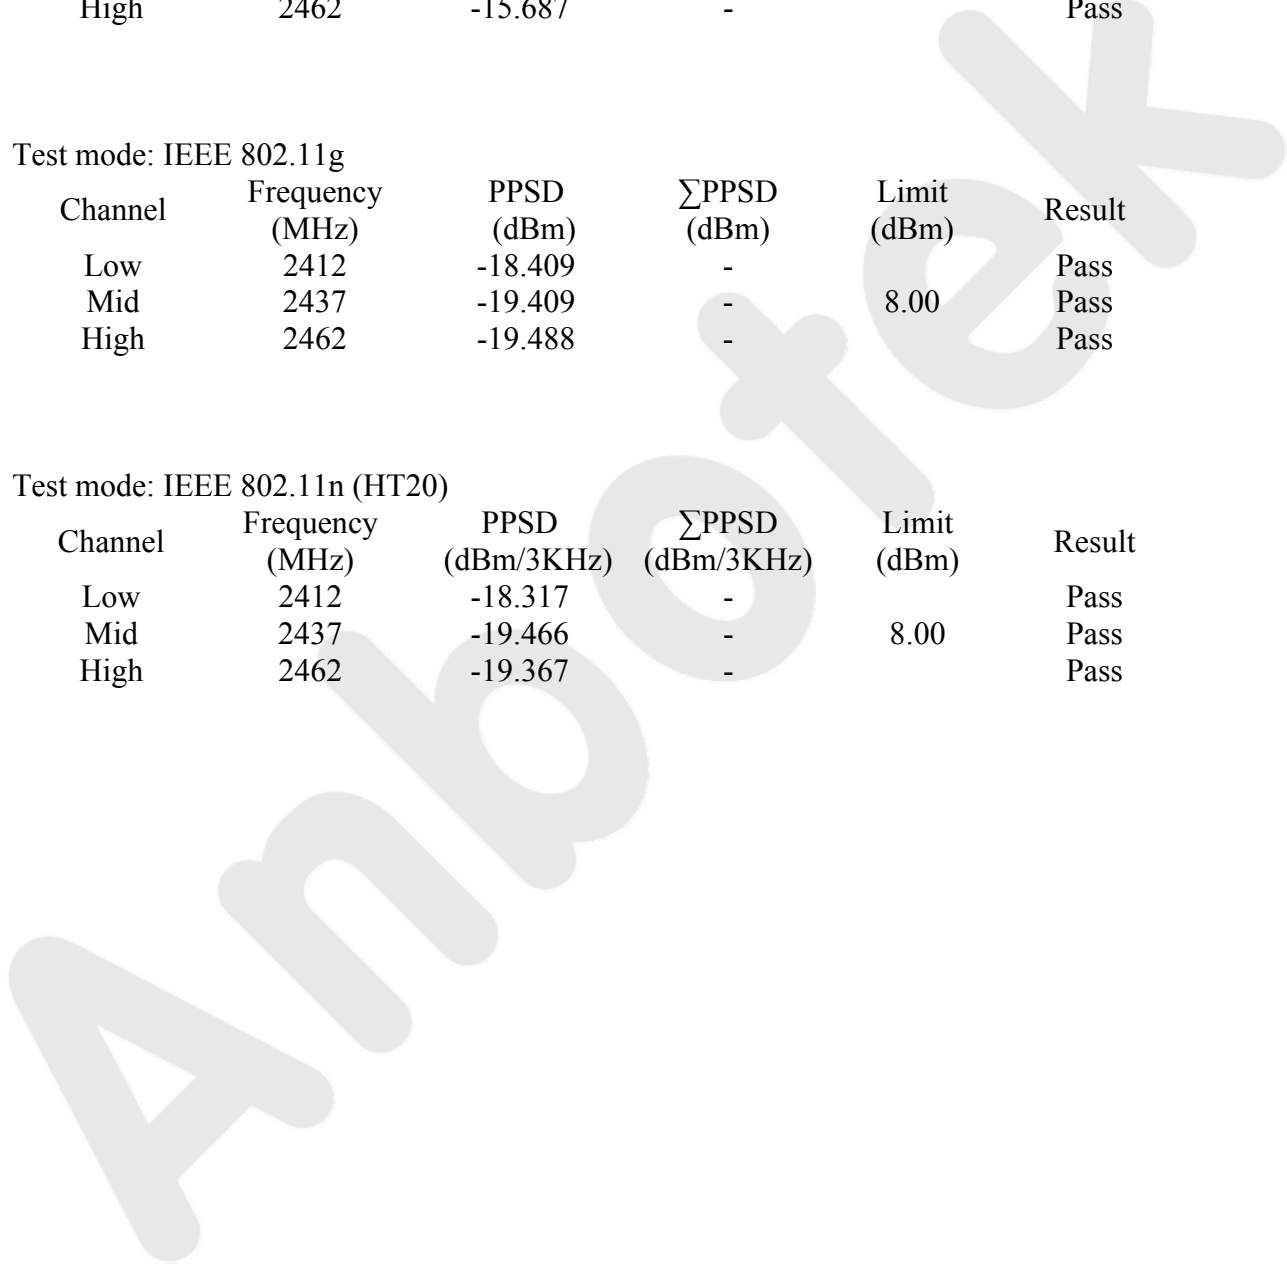 High 2462 -15.687 - Pass
Test mode: IEEE 802.11g
Channel Frequency (MHz) PPSD (dBm) ∑PPSD (dBm) Limit (dBm) Result
Low 2412 -18.409 - Pass
Mid 2437 -19.409 - 8.00 Pass
High 2462 -19.488 - Pass
Test mode: IEEE 802.11n (HT20)
Channel Frequency (MHz) PPSD (dBm/3KHz) ∑PPSD (dBm/3KHz) Limit (dBm) Result
Low 2412 -18.317 - Pass
Mid 2437 -19.466 - 8.00 Pass
High 2462 -19.367 - Pass
Anbotek